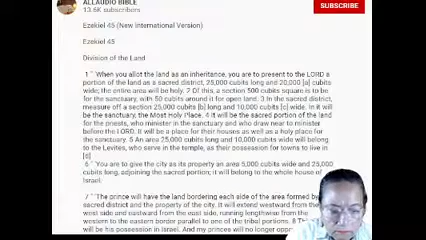 ALLAUDIO BIBLE
13.6K subscribers
SUBSCRIBE
Ezekiel 45 (New International Version)
Ezekiel 45
Division of the Land
1 " 'When you allot the land as an inheritance, you are to present to the LORD a
portion of the land as a sacred district, 25,000 cubits long and 20,000 [a] cubits
wide; the entire area will be holy. 2 Of this, a section 500 cubits square is to be
for the sanctuary, with 50 cubits around it for open land. 3 In the sacred district,
measure off a section 25,000 cubits [b] long and 10,000 cubits [c] wide. In it will
be the sanctuary, the Most Holy Place. 4 It will be the sacred portion of the land
for the priests, who minister in the sanctuary and who draw near to minister
before the LORD. It will be a place for their houses as well as a holy place for
the sanctuary. 5 An area 25,000 cubits long and 10,000 cubits wide will belong
to the Levites, who serve in the temple, as their possession for towns to live in
[d]
6 " 'You are to give the city as its property an area 5,000 cubits wide and 25,000
cubits long, adjoining the sacred portion; it will belong to the whole house of
Israel.
7 " 'The prince will have the land bordering each side of the area formed by
sacred district and the property of the city. It will extend westward from the
west side and eastward from the east side, running lengthwise from the
western to the eastern border parallel to one of the tribal portions. 8 This
will be his possession in Israel. And my princes will no longer